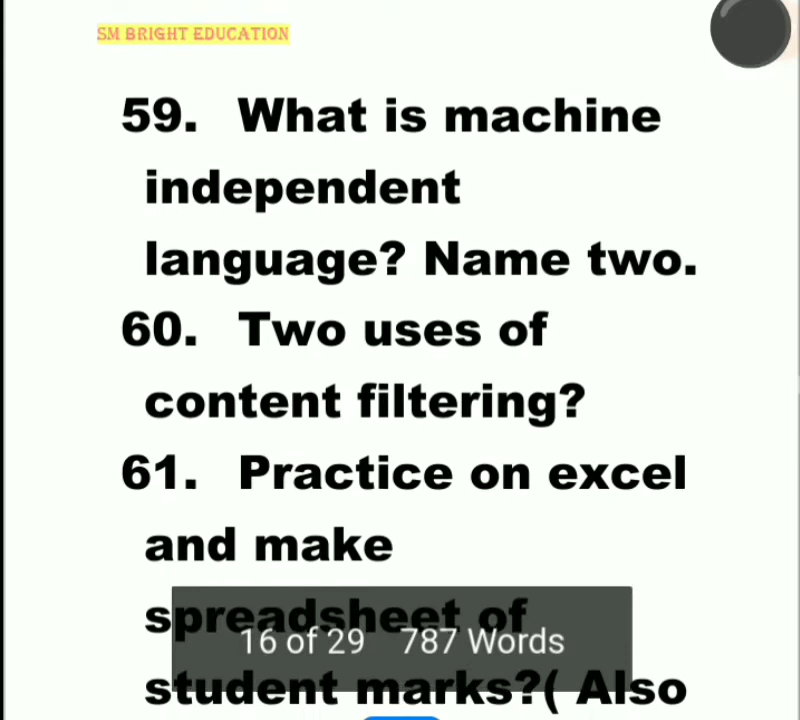 SM BRIGHT EDUCATION
59. What is machine
independent
language? Name two.
60. Two uses of
content filtering?
61. Practice on excel
and make
spreadsheet of
16 of 29 787 Words
student marks?( Also